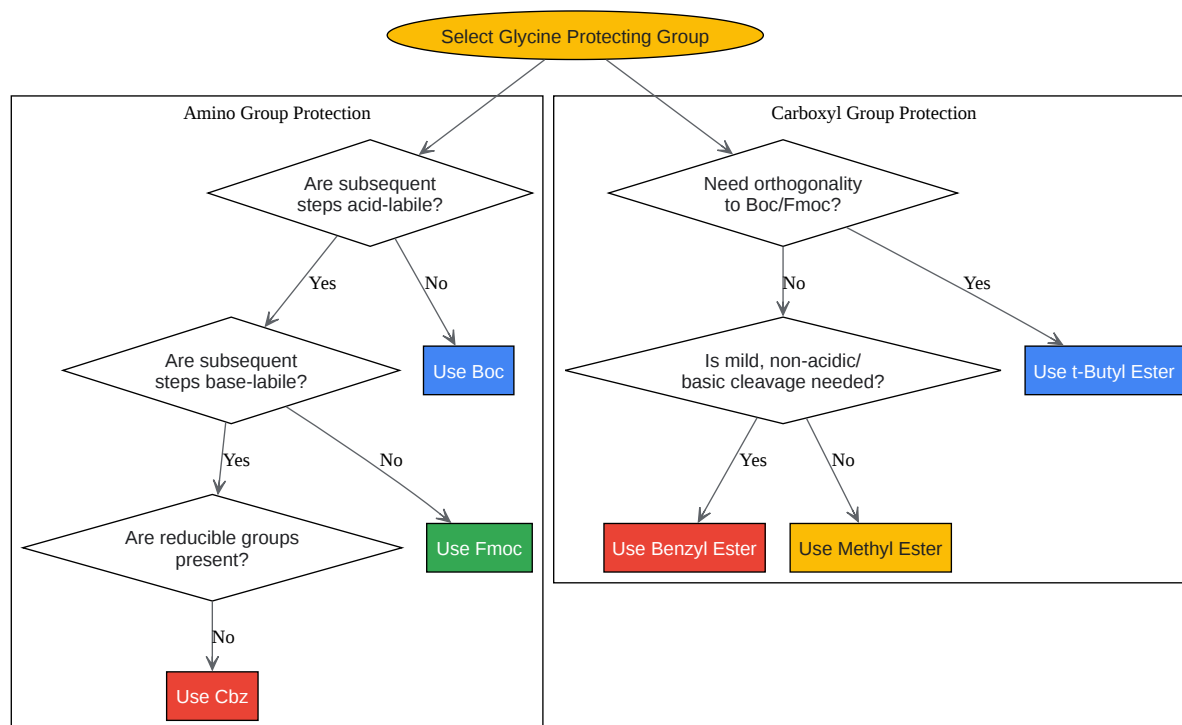 Select Glycine Protecting Group
Amino Group Protection
Are subsequent
steps acid-labile?
Yes
No
Are subsequent
steps base-labile?
Use Boc
Yes
No
Are reducible groups
present?
Use Fmoc
No
Use Cbz
Carboxyl Group Protection
Need orthogonality
to Boc/Fmoc?
No
Yes
Is mild, non-acidic/
basic cleavage needed?
Use t-Butyl Ester
Yes
No
Use Benzyl Ester
Use Methyl Ester